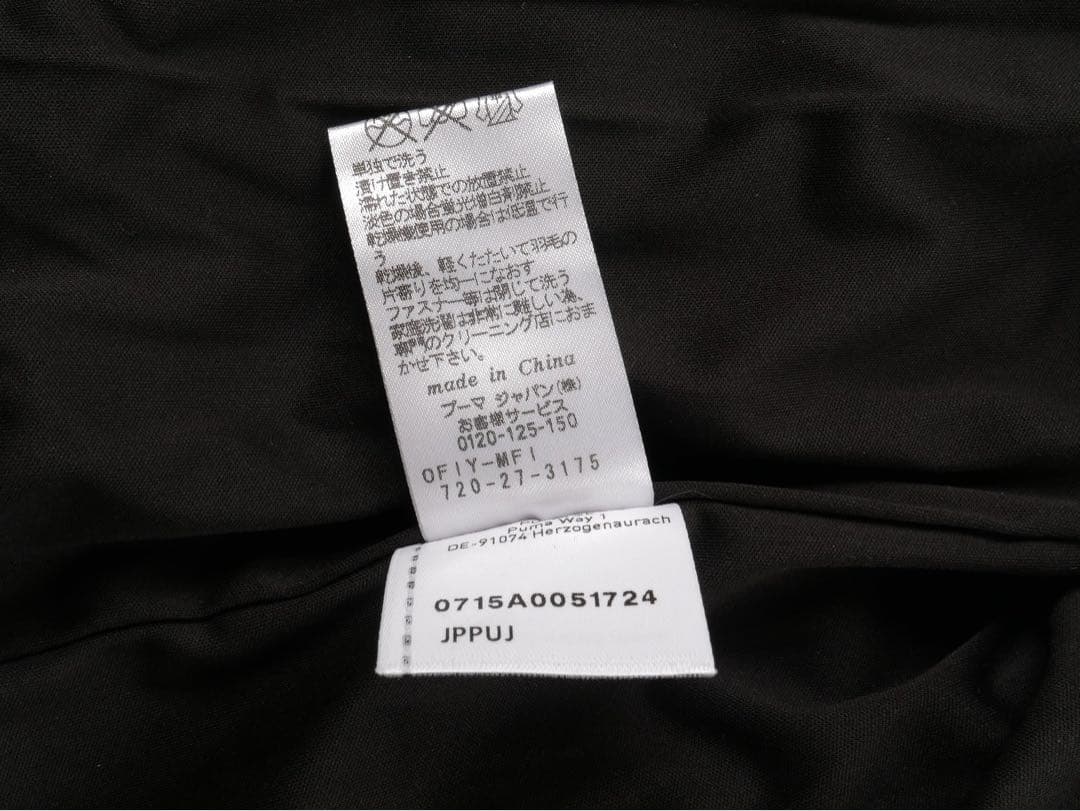 単独で洗う
漬け置き禁止
濡れた状態での放置禁止
淡色の場合蛍光増白剤禁止
乾燥機使用の場合は低温で行
う
乾燥後、軽くたたいて羽毛の
片寄りを均一になおす
ファスナー等は閉じて洗う
家庭洗濯は非常に難しい為、
専門のクリーニング店におま
かせ下さい。
made in China
プーマ ジャパン(株)
お客様サービス
0120-125-150
OFIY-MFI
720-27-3175
Puma Way 1
DE-91074 Herzogenaurach
0715A0051724
JPPUJ